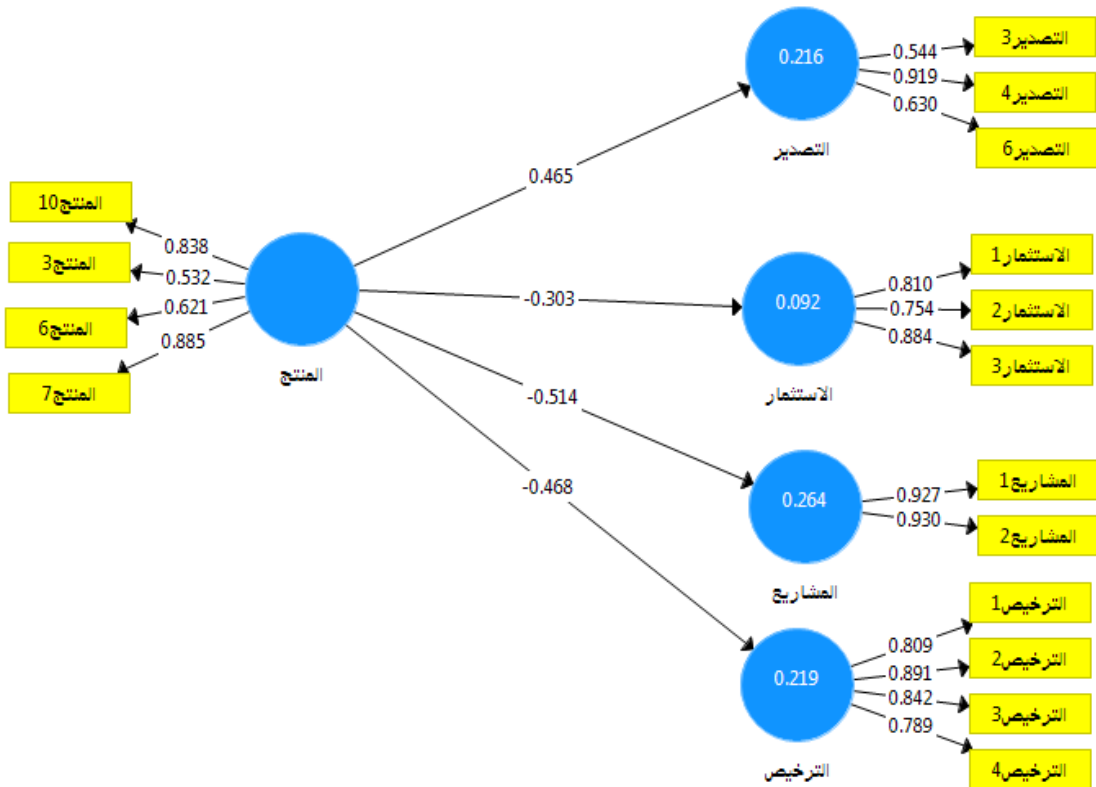 المنتج10
المنتج3
المنتج6
المنتج7
0.838
0.532
0.621
0.885
المنتج
0.465
-0.303
-0.514
-0.468
0.216
التصدير
0.544
0.919
0.630
التصدير3
التصدير4
التصدير6
0.092
الاستثمار
0.810
0.754
0.884
الاستثمار1
الاستثمار2
الاستثمار3
0.264
المشاريع
0.927
0.930
المشاريع1
المشاريع2
0.219
الترخيص
0.809
0.891
0.842
0.789
الترخيص1
الترخيص2
الترخيص3
الترخيص4